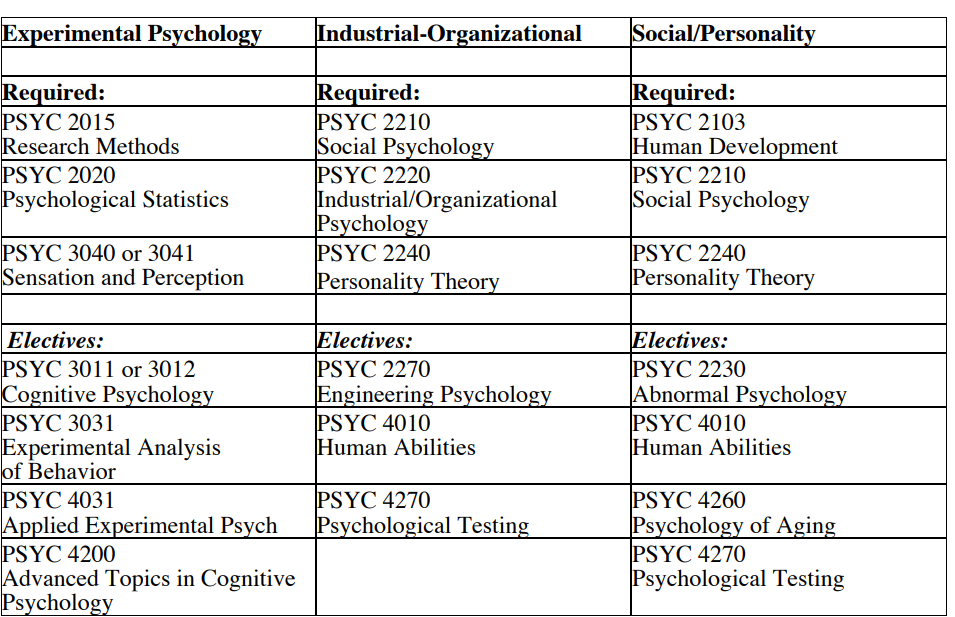 Experimental Psychology
Industrial-Organizational
Social/Personality
Required:
Required:
Required:
PSYC 2015
Research Methods
PSYC 2210
Social Psychology
PSYC 2103
Human Development
PSYC 2020
Psychological Statistics
PSYC 2220
Industrial/Organizational
Psychology
PSYC 2210
Social Psychology
PSYC 3040 or 3041
Sensation and Perception
PSYC 2240
Personality Theory
PSYC 2240
Personality Theory
Electives:
Electives:
Electives:
PSYC 3011 or 3012
Cognitive Psychology
PSYC 2270
Engineering Psychology
PSYC 2230
Abnormal Psychology
PSYC 3031
Experimental Analysis
of Behavior
PSYC 4010
Human Abilities
PSYC 4010
Human Abilities
PSYC 4031
Applied Experimental Psych
PSYC 4270
Psychological Testing
PSYC 4260
Psychology of Aging
PSYC 4200
Advanced Topics in Cognitive
Psychology
PSYC 4270
Psychological Testing